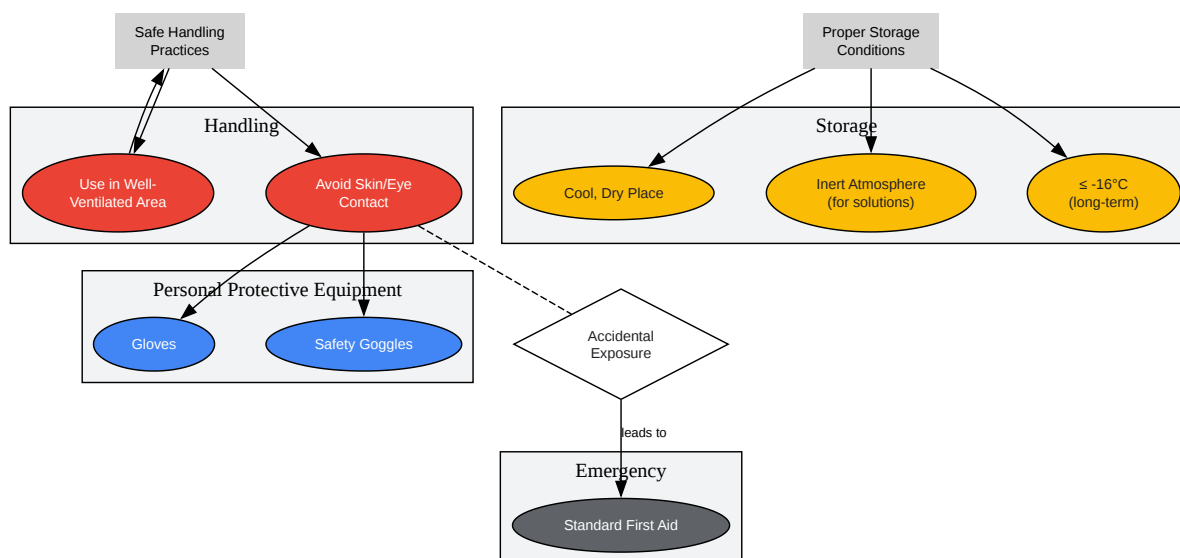 Safe Handling
Practices
Proper Storage
Conditions
Handling
Storage
Use in Well-
Ventilated Area
Avoid Skin/Eye
Contact
Cool, Dry Place
Inert Atmosphere
(for solutions)
≤ -16°C
(long-term)
Personal Protective Equipment
Gloves
Safety Goggles
Accidental
Exposure
leads to
Emergency
Standard First Aid